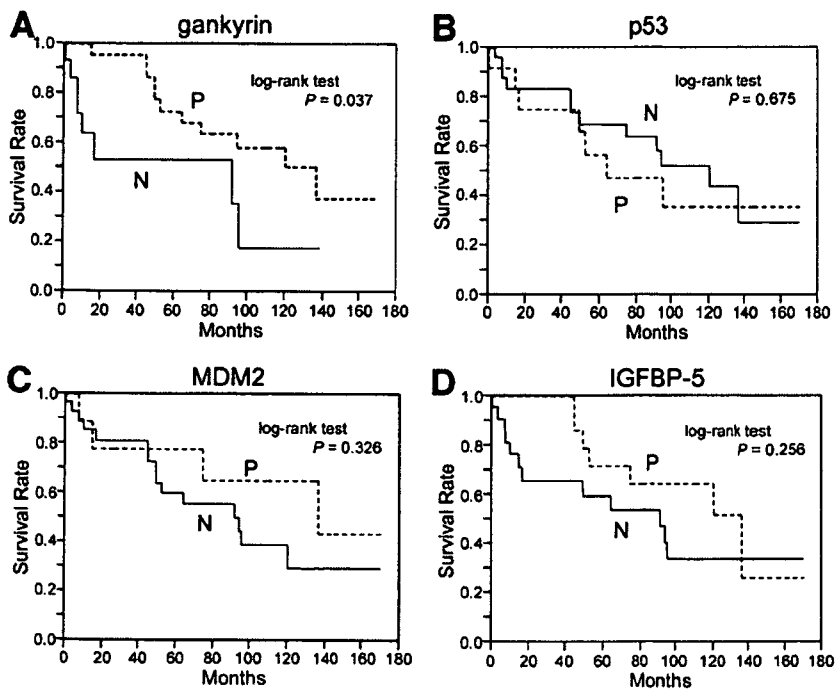 A gankyrin
1.0
0.8
0.6
0.4
0.2
0.0
Survival Rate
P
N
log-rank test
P = 0.037
0 20 40 60 80 100 120 140 160 180
Months
B p53
1.0
0.8
0.6
0.4
0.2
0.0
Survival Rate
N
P
log-rank test
P = 0.675
0 20 40 60 80 100 120 140 160 180
Months
C MDM2
1.0
0.8
0.6
0.4
0.2
0.0
Survival Rate
P
N
log-rank test
P = 0.326
0 20 40 60 80 100 120 140 160 180
Months
D IGFBP-5
1.0
0.8
0.6
0.4
0.2
0.0
Survival Rate
P
N
log-rank test
P = 0.256
0 20 40 60 80 100 120 140 160 180
Months